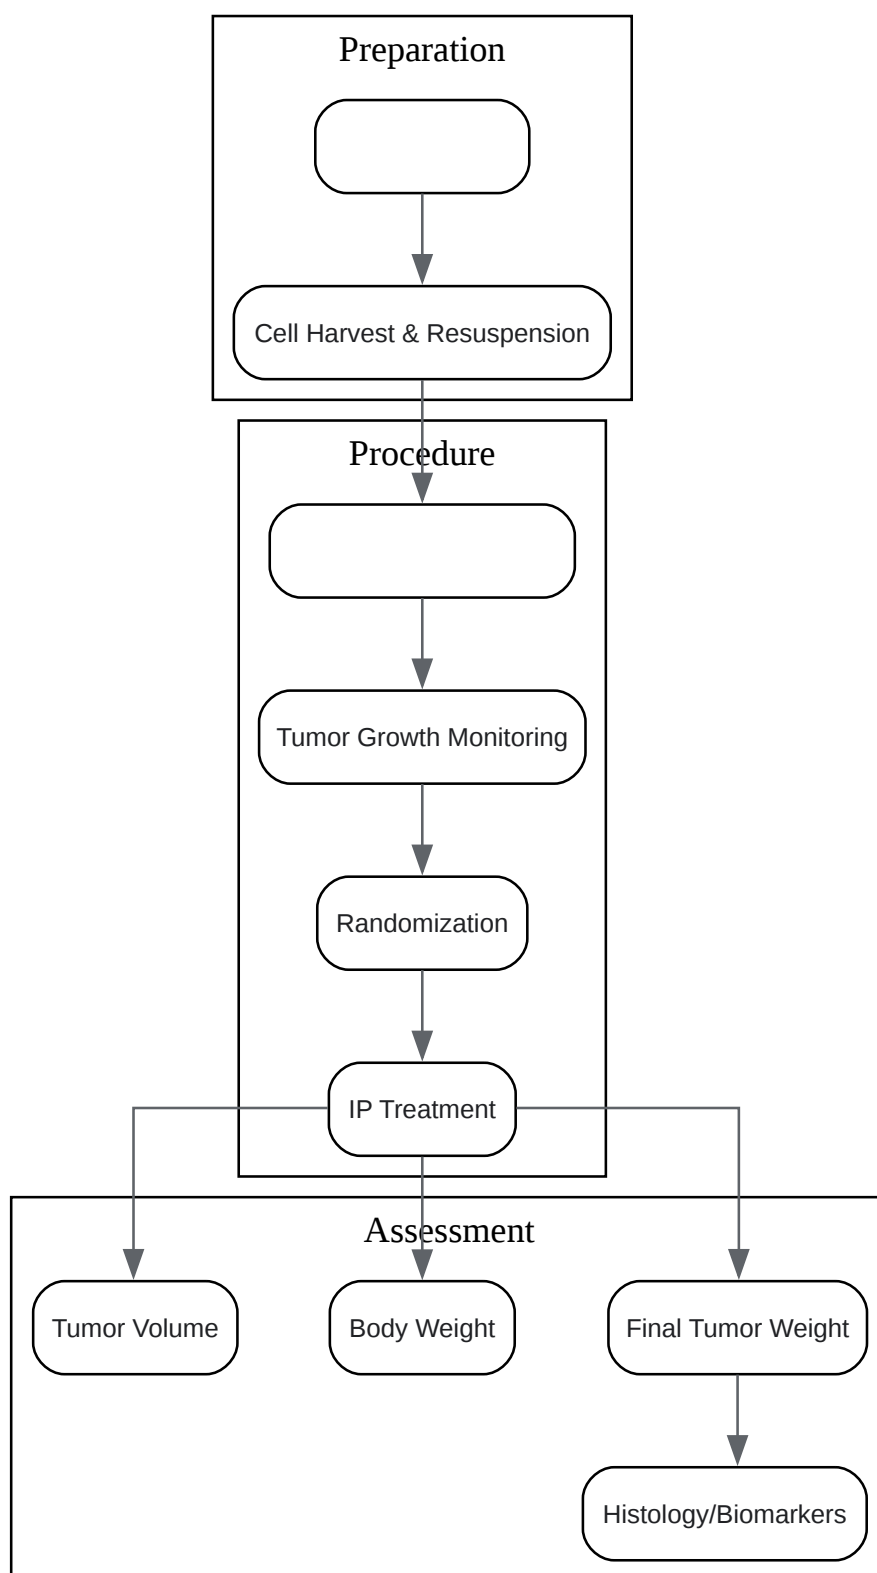 Preparation
Cell Harvest & Resuspension
Procedure
Tumor Growth Monitoring
Randomization
IP Treatment
Assessment
Tumor Volume
Body Weight
Final Tumor Weight
Histology/Biomarkers